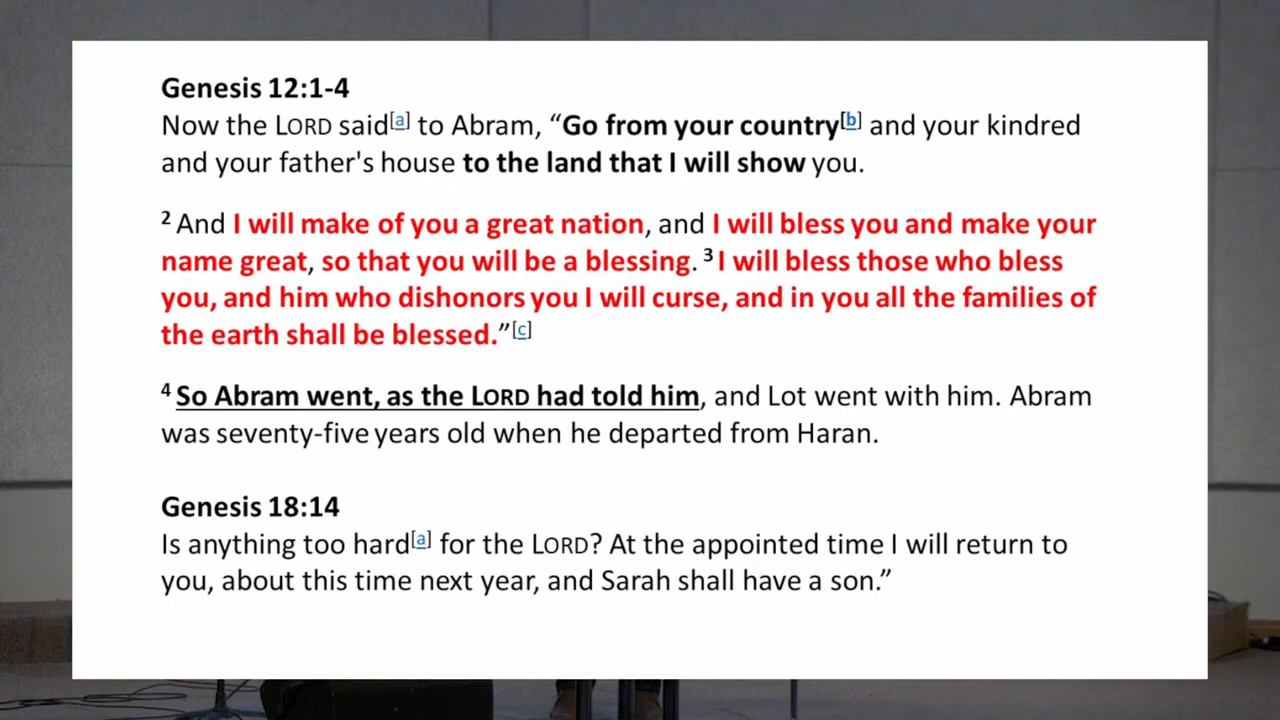 Genesis 12:1-4
Now the LORD said[a] to Abram, “Go from your country[b] and your kindred
and your father's house to the land that I will show you.
2 And I will make of you a great nation, and I will bless you and make your
name great, so that you will be a blessing. 3 I will bless those who bless
you, and him who dishonors you I will curse, and in you all the families of
the earth shall be blessed.”[c]
4 So Abram went, as the LORD had told him, and Lot went with him. Abram
was seventy-five years old when he departed from Haran.
Genesis 18:14
Is anything too hard[a] for the LORD? At the appointed time I will return to
you, about this time next year, and Sarah shall have a son.”